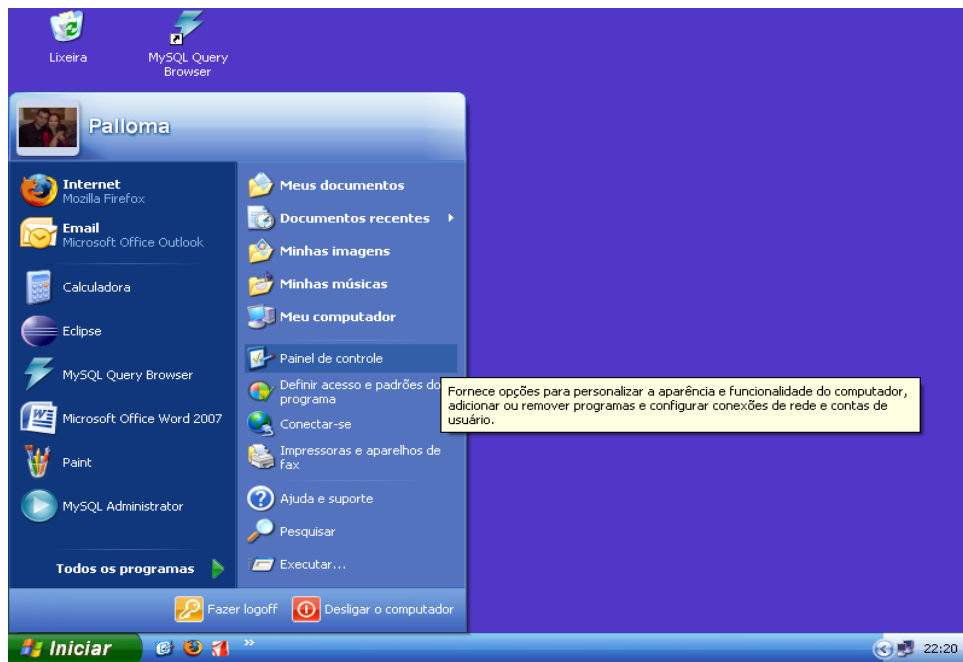 Lixeira
MySQL Query
Browser
Palloma
Internet
Mozilla Firefox
Email
Microsoft Office Outlook
Calculadora
Eclipse
MySQL Query Browser
Microsoft Office Word 2007
Paint
MySQL Administrator
Todos os programas
Meus documentos
Documentos recentes
Minhas imagens
Minhas músicas
Meu computador
Painel de controle
Definir acesso e padrões do
programa
Conectar-se
Impressoras e aparelhos de
fax
Ajuda e suporte
Pesquisar
Executar...
Fornece opções para personalizar a aparência e funcionalidade do computador,
adicionar ou remover programas e configurar conexões de rede e contas de
usuário.
Fazer logoff
Desligar o computador
Iniciar
22:20